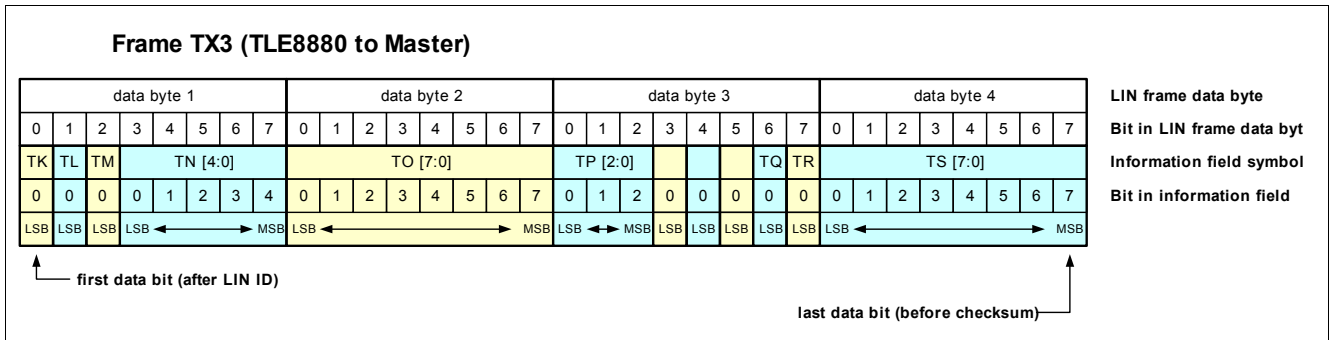 Frame TX3 (TLE8880 to Master)
data byte 1 data byte 2 data byte 3 data byte 4 LIN frame data byte
0 1 2 3 4 5 6 7 0 1 2 3 4 5 6 7 0 1 2 3 4 5 6 7 0 1 2 3 4 5 6 7 Bit in LIN frame data byt
TK TL TM TN [4:0] TO [7:0] TP [2:0] TQ TR TS [7:0] Information field symbol
0 0 0 0 1 2 3 4 0 1 2 3 4 5 6 7 0 1 2 0 0 0 0 0 0 1 2 3 4 5 6 7 Bit in information field
LSB LSB LSB LSB MSB LSB MSB LSB MSB LSB LSB LSB LSB LSB LSB MSB
first data bit (after LIN ID)
last data bit (before checksum)